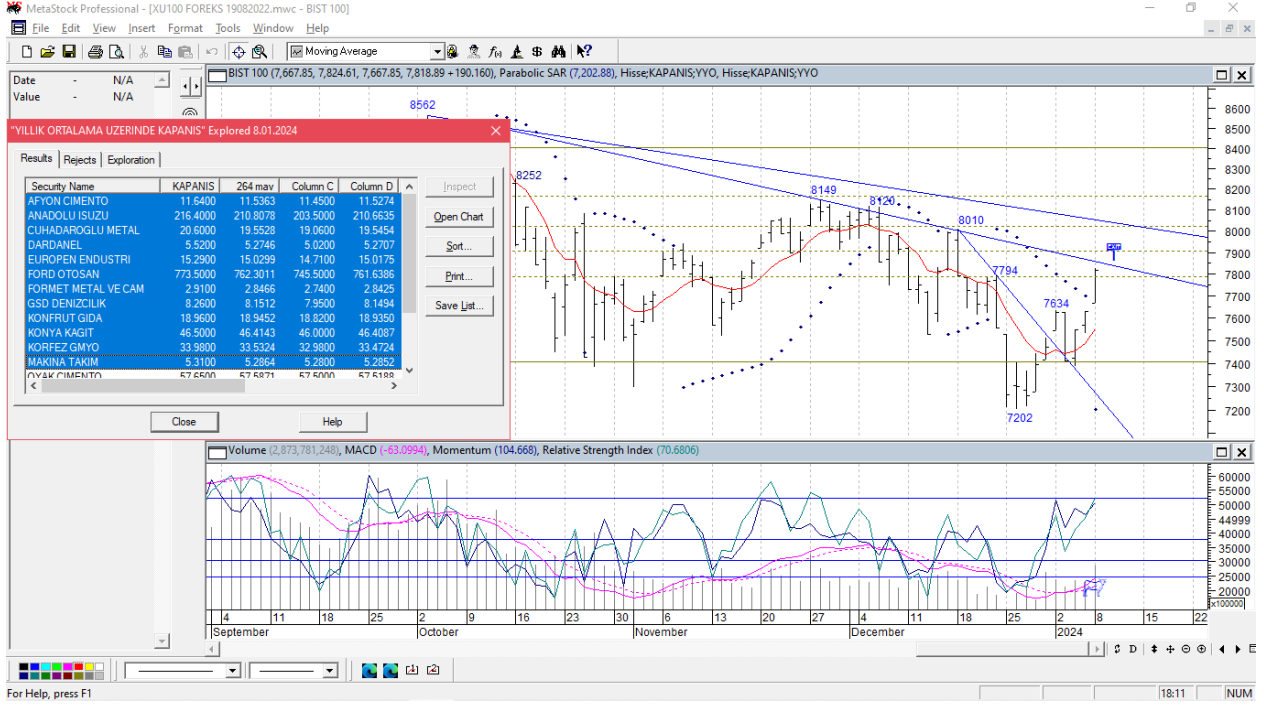 MetaStock Professional - [XU100 FOREKS 19082022.mwc - BIST 100]
File Edit View Insert Format Tools Window Help
Moving Average
Date - N/A
Value - N/A
BIST 100 (7,667.85, 7,824.61, 7,667.85, 7,818.89 +190.160), Parabolic SAR (7,202.88), Hisse;KAPANIS;YYO, Hisse;KAPANIS;YYO
8562
8252
8149
8120
8010
7794
7634
7202
EXIT
8600
8500
8400
8300
8200
8100
8000
7900
7800
7700
7600
7500
7400
7300
7200
"YILLIK ORTALAMA UZERINDE KAPANIS" Explored 8.01.2024
Results Rejects Exploration
Security Name KAPANIS 264 mav Column C Column D
AFYON CIMENTO 11.6400 11.5363 11.4500 11.5274
ANADOLU ISUZU 216.4000 210.8078 203.5000 210.6635
CUHADAROGLU METAL 20.6000 19.5528 19.0600 19.5454
DARDANEL 5.5200 5.2746 5.0200 5.2707
EUROPEN ENDUSTRI 15.2900 15.0299 14.7100 15.0175
FORD OTOSAN 773.5000 762.3011 745.5000 761.6386
FORMET METAL VE CAM 2.9100 2.8466 2.7400 2.8425
GSD DENIZCILIK 8.2600 8.1512 7.9500 8.1494
KONFRUT GIDA 18.9600 18.9452 18.8200 18.9350
KONYA KAGIT 46.5000 46.4143 46.0000 46.4087
KORFEZ GMYO 33.9800 33.5324 32.9800 33.4724
MAKINA TAKIM 5.3100 5.2864 5.2800 5.2852
OYAK CIMENTO 57.6500 57.5871 57.5000 57.5188
Inspect
Open Chart
Sort...
Print...
Save List...
Close Help
Volume (2,873,781,248), MACD (-63.0994), Momentum (104.668), Relative Strength Index (70.6806)
60000
55000
50000
44999
40000
35000
30000
25000
20000
x100000
4 11 18 25 2 9 16 23 30 6 13 20 27 4 11 18 25 2 8 15 22
September October November December 2024
D
For Help, press F1
18:11 NUM